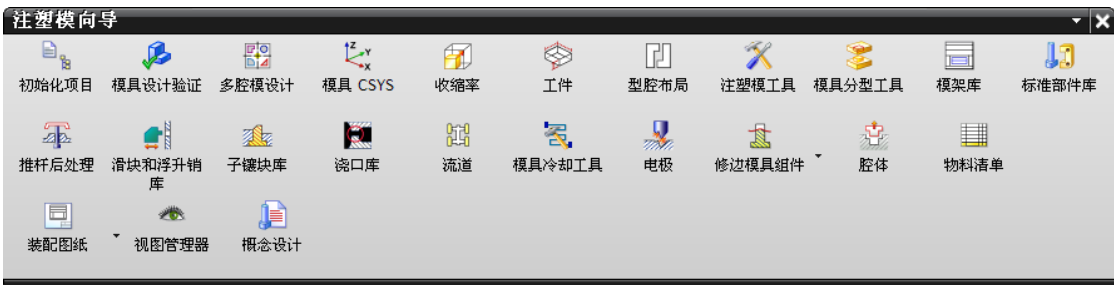 注塑模向导
初始化项目 模具设计验证 多腔模设计 模具 CSYS 收缩率 工件 型腔布局 注塑模工具 模具分型工具 模架库 标准部件库
推杆后处理 滑块和浮升销库 子镶块库 浇口库 流道 模具冷却工具 电极 修边模具组件 腔体 物料清单
装配图纸 视图管理器 概念设计